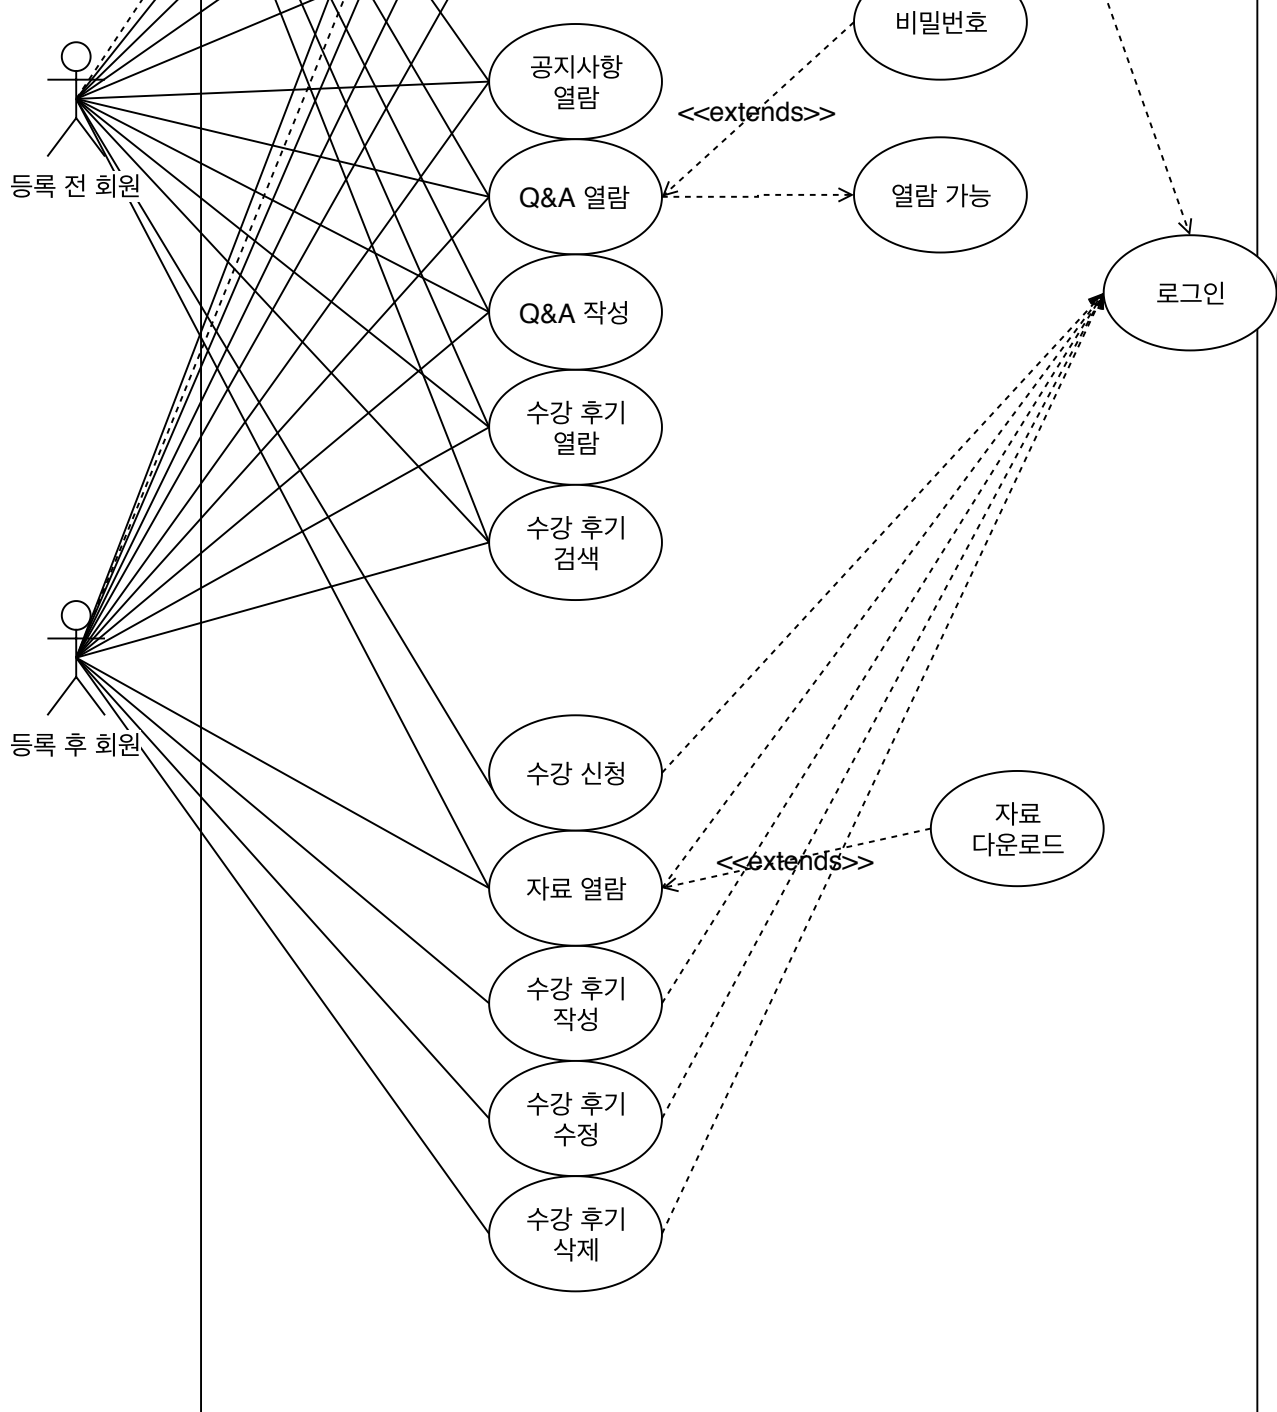 비밀번호
공지사항
열람
<<extends>>
등록 전 회원
Q&A 열람
열람 가능
로그인
Q&A 작성
수강 후기
열람
수강 후기
검색
등록 후 회원
수강 신청
자료
다운로드
<<extends>>
자료 열람
수강 후기
작성
수강 후기
수정
수강 후기
삭제